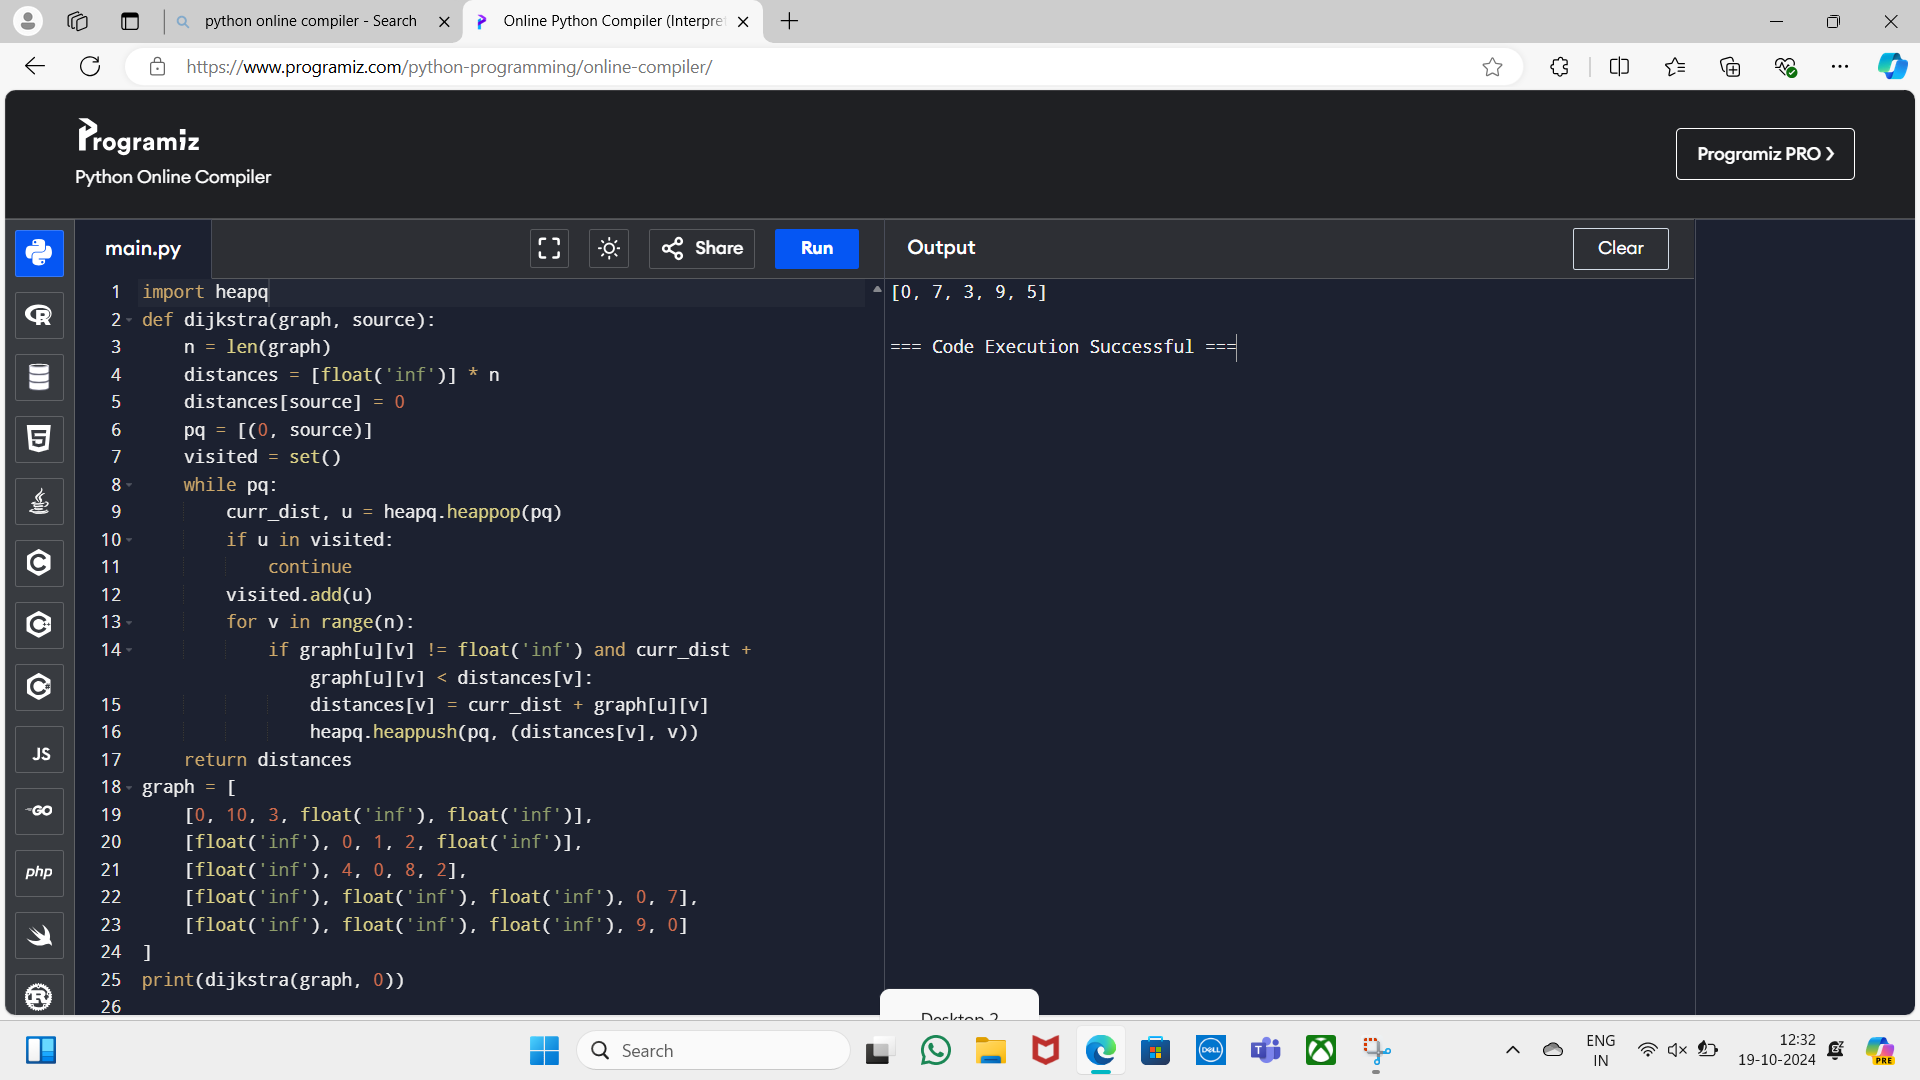 python online compiler - Search
Online Python Compiler (Interpre
https://www.programiz.com/python-programming/online-compiler/
Programiz
Python Online Compiler
Programiz PRO ❯
main.py
Share
Run
Output
Clear
1 import heapq
2 def dijkstra(graph, source):
3     n = len(graph)
4     distances = [float('inf')] * n
5     distances[source] = 0
6     pq = [(0, source)]
7     visited = set()
8     while pq:
9         curr_dist, u = heapq.heappop(pq)
10         if u in visited:
11             continue
12         visited.add(u)
13         for v in range(n):
14             if graph[u][v] != float('inf') and curr_dist +
                graph[u][v] < distances[v]:
15                 distances[v] = curr_dist + graph[u][v]
16                 heapq.heappush(pq, (distances[v], v))
17     return distances
18 graph = [
19     [0, 10, 3, float('inf'), float('inf')],
20     [float('inf'), 0, 1, 2, float('inf')],
21     [float('inf'), 4, 0, 8, 2],
22     [float('inf'), float('inf'), float('inf'), 0, 7],
23     [float('inf'), float('inf'), float('inf'), 9, 0]
24 ]
25 print(dijkstra(graph, 0))
26
[0, 7, 3, 9, 5]
=== Code Execution Successful ===
JS
GO
php
Desktop 2
Search
DELL
ENG
IN
12:32
19-10-2024
PRE